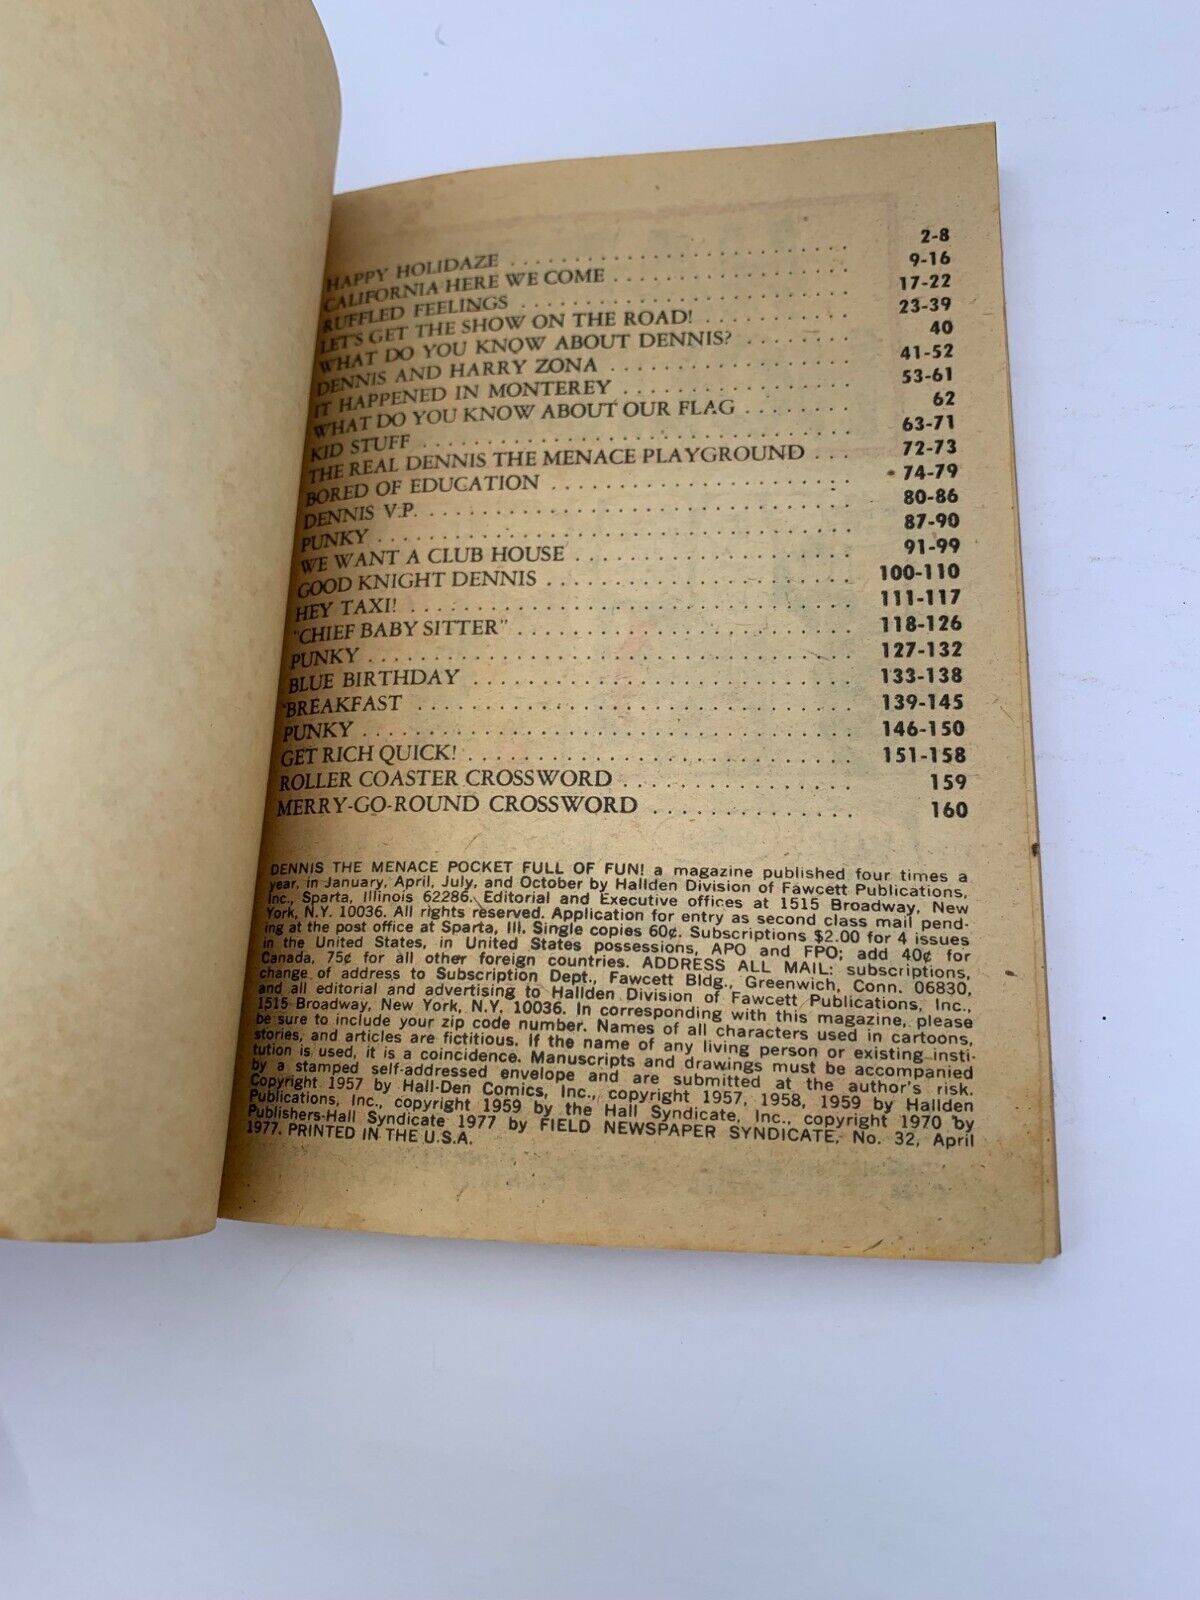 HAPPY HOLIDAZE . . . . . . . . . . . . . . . . . . . . . . . . . . 2-8
CALIFORNIA HERE WE COME . . . . . . . . . . . . . . . . . . 9-16
RUFFLED FEELINGS . . . . . . . . . . . . . . . . . . . . . . . . . 17-22
LET'S GET THE SHOW ON THE ROAD! . . . . . . . . . . . 23-39
WHAT DO YOU KNOW ABOUT DENNIS? . . . . . . . . 40
DENNIS AND HARRY ZONA . . . . . . . . . . . . . . . . . . 41-52
IT HAPPENED IN MONTEREY . . . . . . . . . . . . . . . . . 53-61
WHAT DO YOU KNOW ABOUT OUR FLAG . . . . . . . . 62
KID STUFF . . . . . . . . . . . . . . . . . . . . . . . . . . . . . . . . 63-71
THE REAL DENNIS THE MENACE PLAYGROUND . . . 72-73
BORED OF EDUCATION . . . . . . . . . . . . . . . . . . . . . . 74-79
DENNIS V.P. . . . . . . . . . . . . . . . . . . . . . . . . . . . . . . . 80-86
PUNKY . . . . . . . . . . . . . . . . . . . . . . . . . . . . . . . . . . . 87-90
WE WANT A CLUB HOUSE . . . . . . . . . . . . . . . . . . . . 91-99
GOOD KNIGHT DENNIS . . . . . . . . . . . . . . . . . . . . . . 100-110
HEY TAXI! . . . . . . . . . . . . . . . . . . . . . . . . . . . . . . . . . 111-117
"CHIEF BABY SITTER" . . . . . . . . . . . . . . . . . . . . . . . . 118-126
PUNKY . . . . . . . . . . . . . . . . . . . . . . . . . . . . . . . . . . . . 127-132
BLUE BIRTHDAY . . . . . . . . . . . . . . . . . . . . . . . . . . . . 133-138
BREAKFAST . . . . . . . . . . . . . . . . . . . . . . . . . . . . . . . . 139-145
PUNKY . . . . . . . . . . . . . . . . . . . . . . . . . . . . . . . . . . . . 146-150
GET RICH QUICK! . . . . . . . . . . . . . . . . . . . . . . . . . . . . 151-158
ROLLER COASTER CROSSWORD . . . . . . . . . . . . . . . . 159
MERRY-GO-ROUND CROSSWORD . . . . . . . . . . . . . . 160
DENNIS THE MENACE POCKET FULL OF FUN! a magazine published four times a
year, in January, April, July, and October by Hallden Division of Fawcett Publications,
Inc., Sparta, Illinois 62286. Editorial and Executive offices at 1515 Broadway, New
York, N.Y. 10036. All rights reserved. Application for entry as second class mail pend-
ing at the post office at Sparta, Ill. Single copies 60¢. Subscriptions $2.00 for 4 issues
in the United States, in United States possessions, APO and FPO; add 40¢ for
Canada, 75¢ for all other foreign countries. ADDRESS ALL MAIL: subscriptions,
change of address to Subscription Dept., Fawcett Bldg., Greenwich, Conn. 06830,
and all editorial and advertising to Hallden Division of Fawcett Publications, Inc.,
1515 Broadway, New York, N.Y. 10036. In corresponding with this magazine, please
be sure to include your zip code number. Names of all characters used in cartoons,
stories, and articles are fictitious. If the name of any living person or existing insti-
tution is used, it is a coincidence. Manuscripts and drawings must be accompanied
by a stamped self-addressed envelope and are submitted at the author's risk.
Copyright 1957 by Hall-Den Comics, Inc., copyright 1957, 1958, 1959 by Hallden
Publications, Inc., copyright 1959 by the Hall Syndicate, Inc., copyright 1970 by
Publishers-Hall Syndicate 1977 by FIELD NEWSPAPER SYNDICATE, No. 32, April
1977. PRINTED IN THE U.S.A.